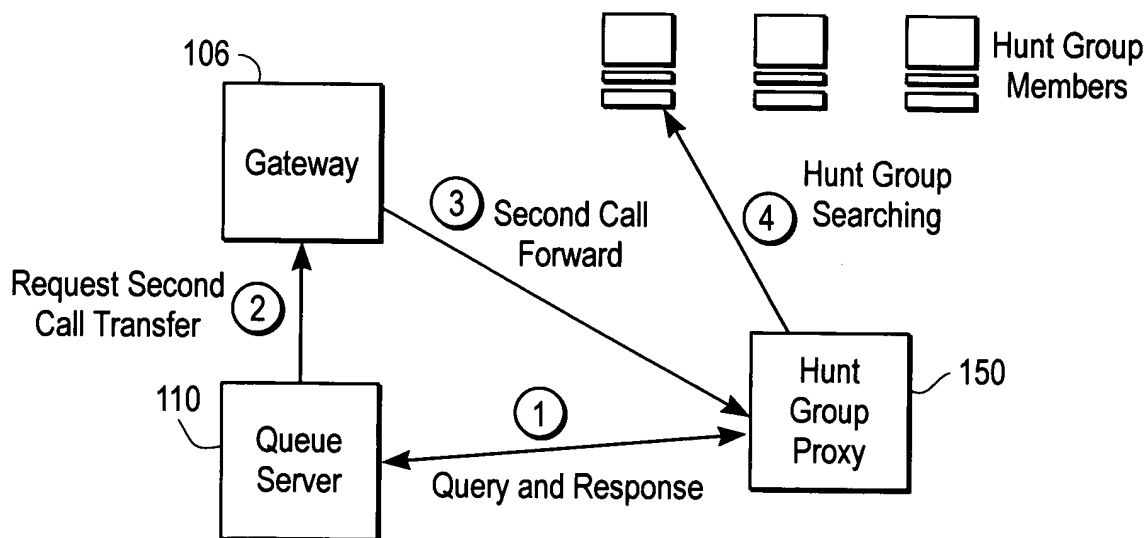 106
Gateway
Hunt Group
Members
3
Second Call
Forward
4
Hunt Group
Searching
Request Second
Call Transfer
2
110
Queue
Server
1
Query and Response
Hunt
Group
Proxy
150